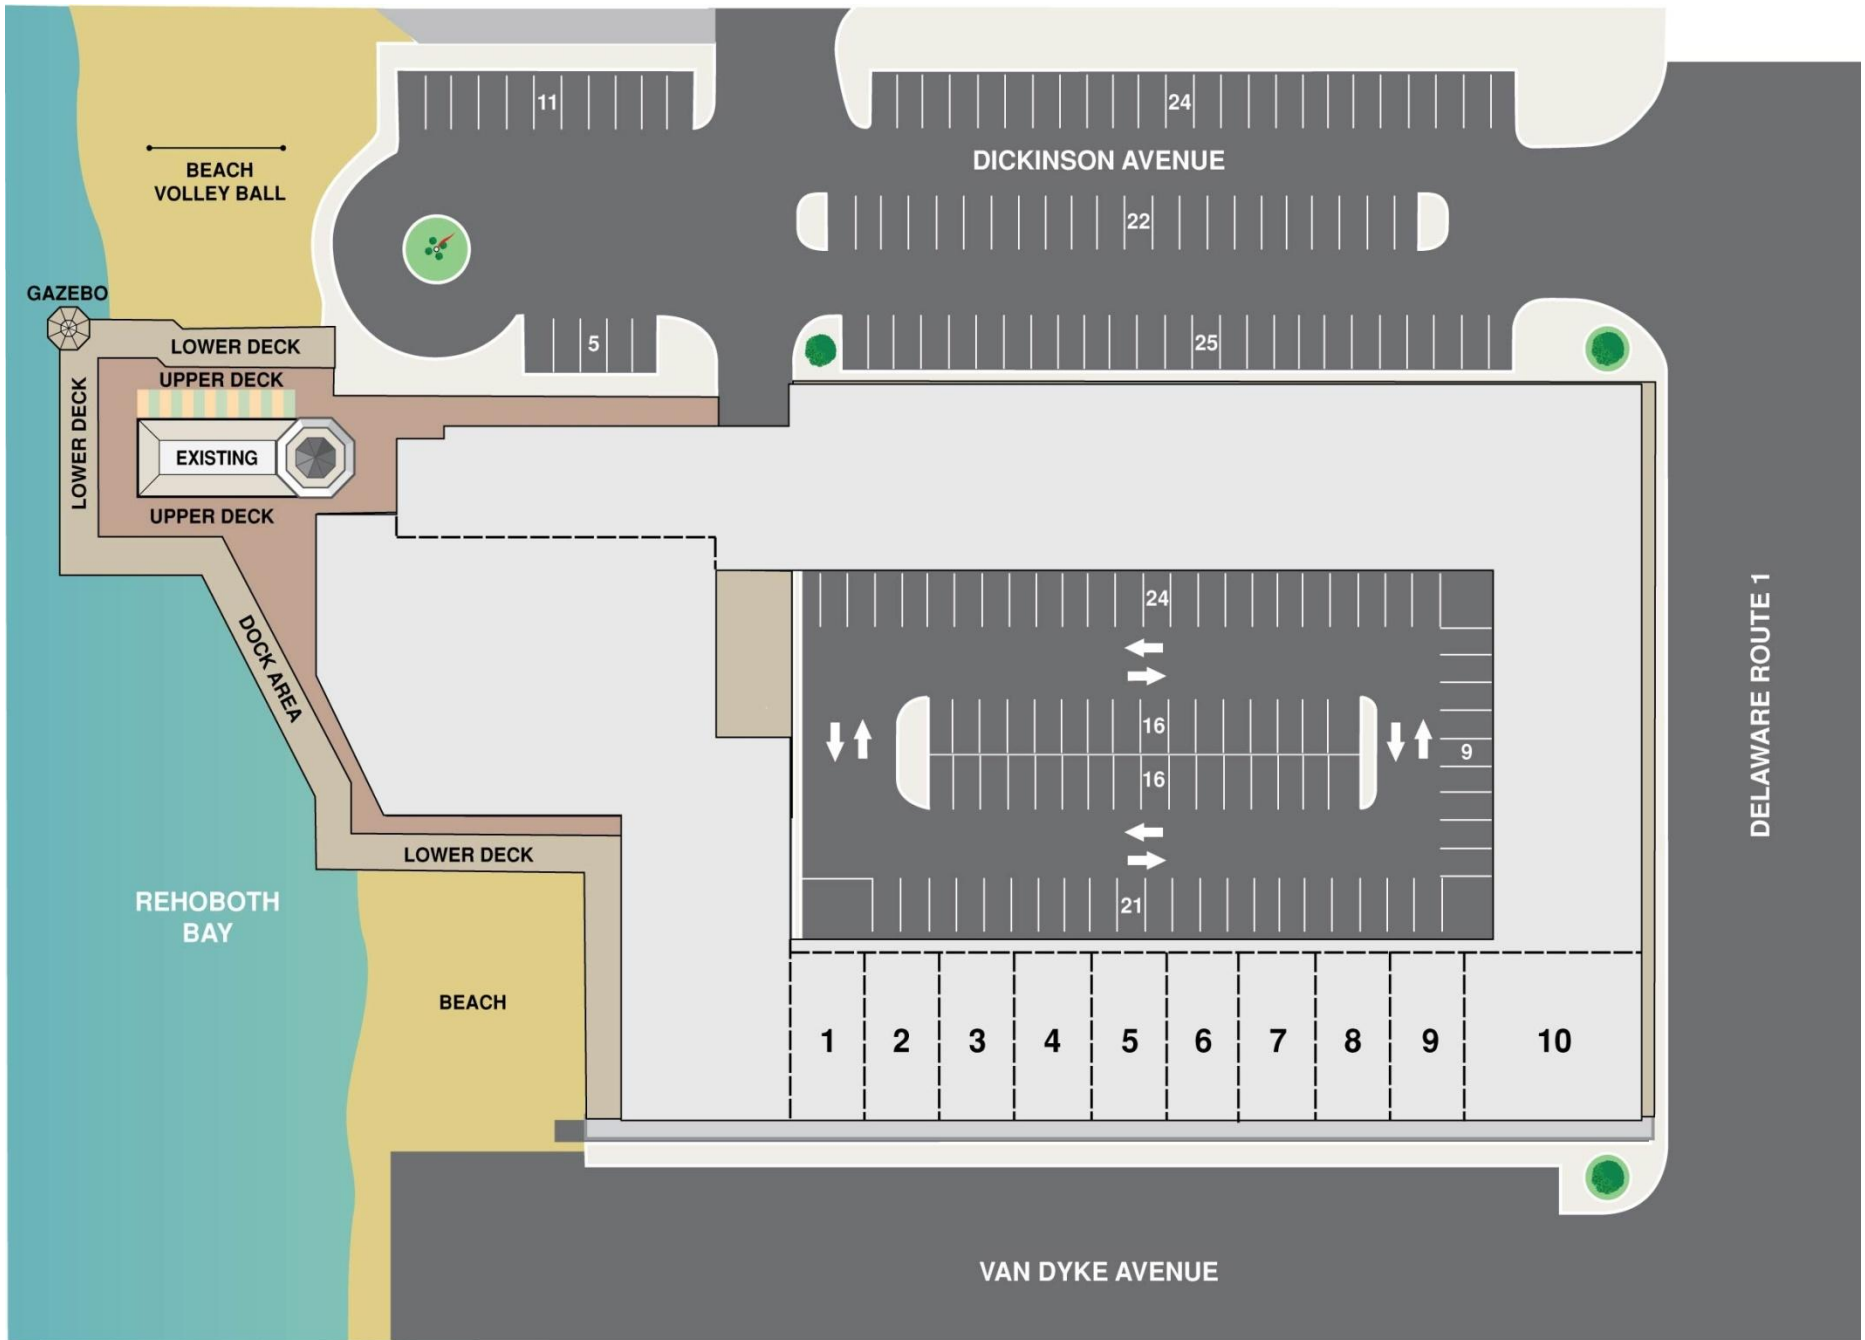 11
24
DICKINSON AVENUE
BEACH
VOLLEY BALL
22
GAZEBO
LOWER DECK
5
25
UPPER DECK
LOWER DECK
EXISTING
UPPER DECK
24
DOCK AREA
16
16
9
DELAWARE ROUTE 1
LOWER DECK
21
REHOBOTH
BAY
BEACH
1
2
3
4
5
6
7
8
9
10
VAN DYKE AVENUE